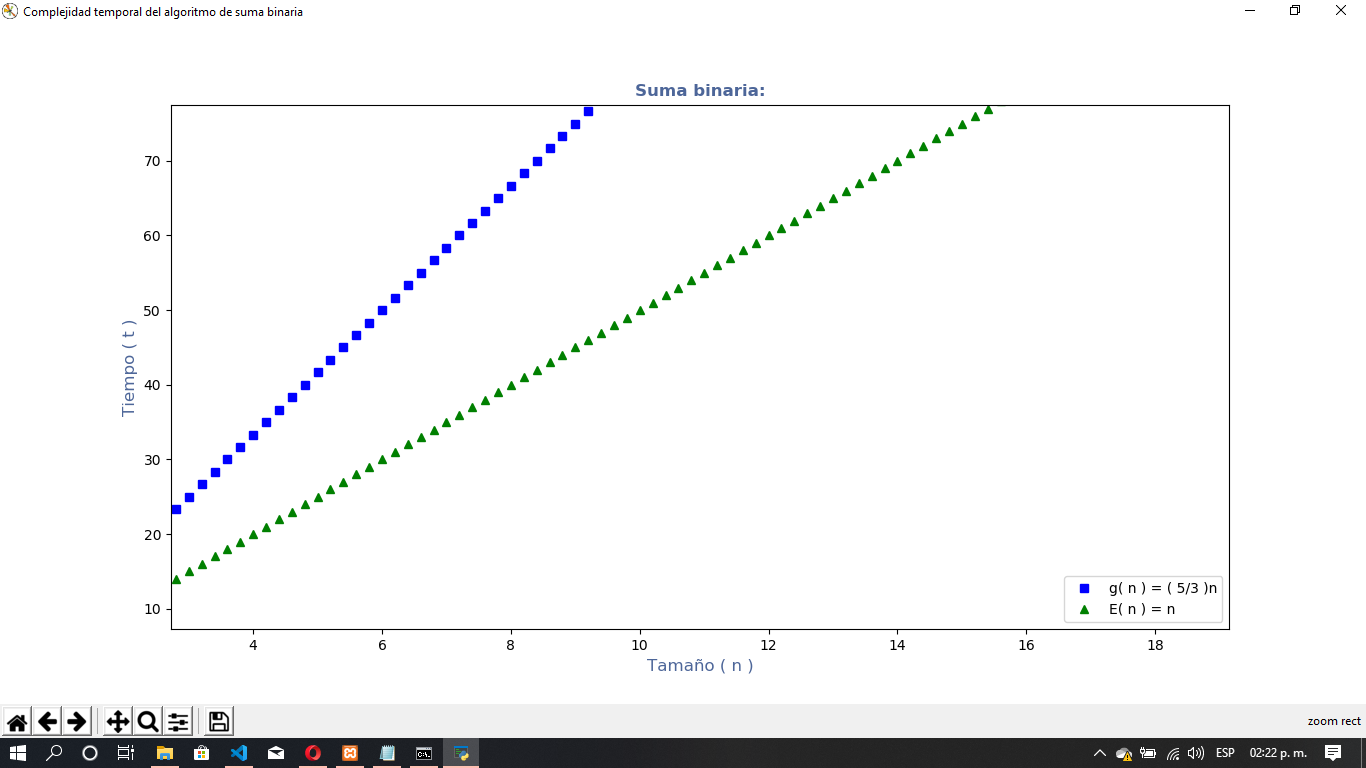 Complejidad temporal del algoritmo de suma binaria
Suma binaria:
Tiempo ( t )
70
60
50
40
30
20
10
4 6 8 10 12 14 16 18
Tamaño ( n )
g( n ) = ( 5/3 )n
E( n ) = n
zoom rect
C:\.
ESP 02:22 p. m.